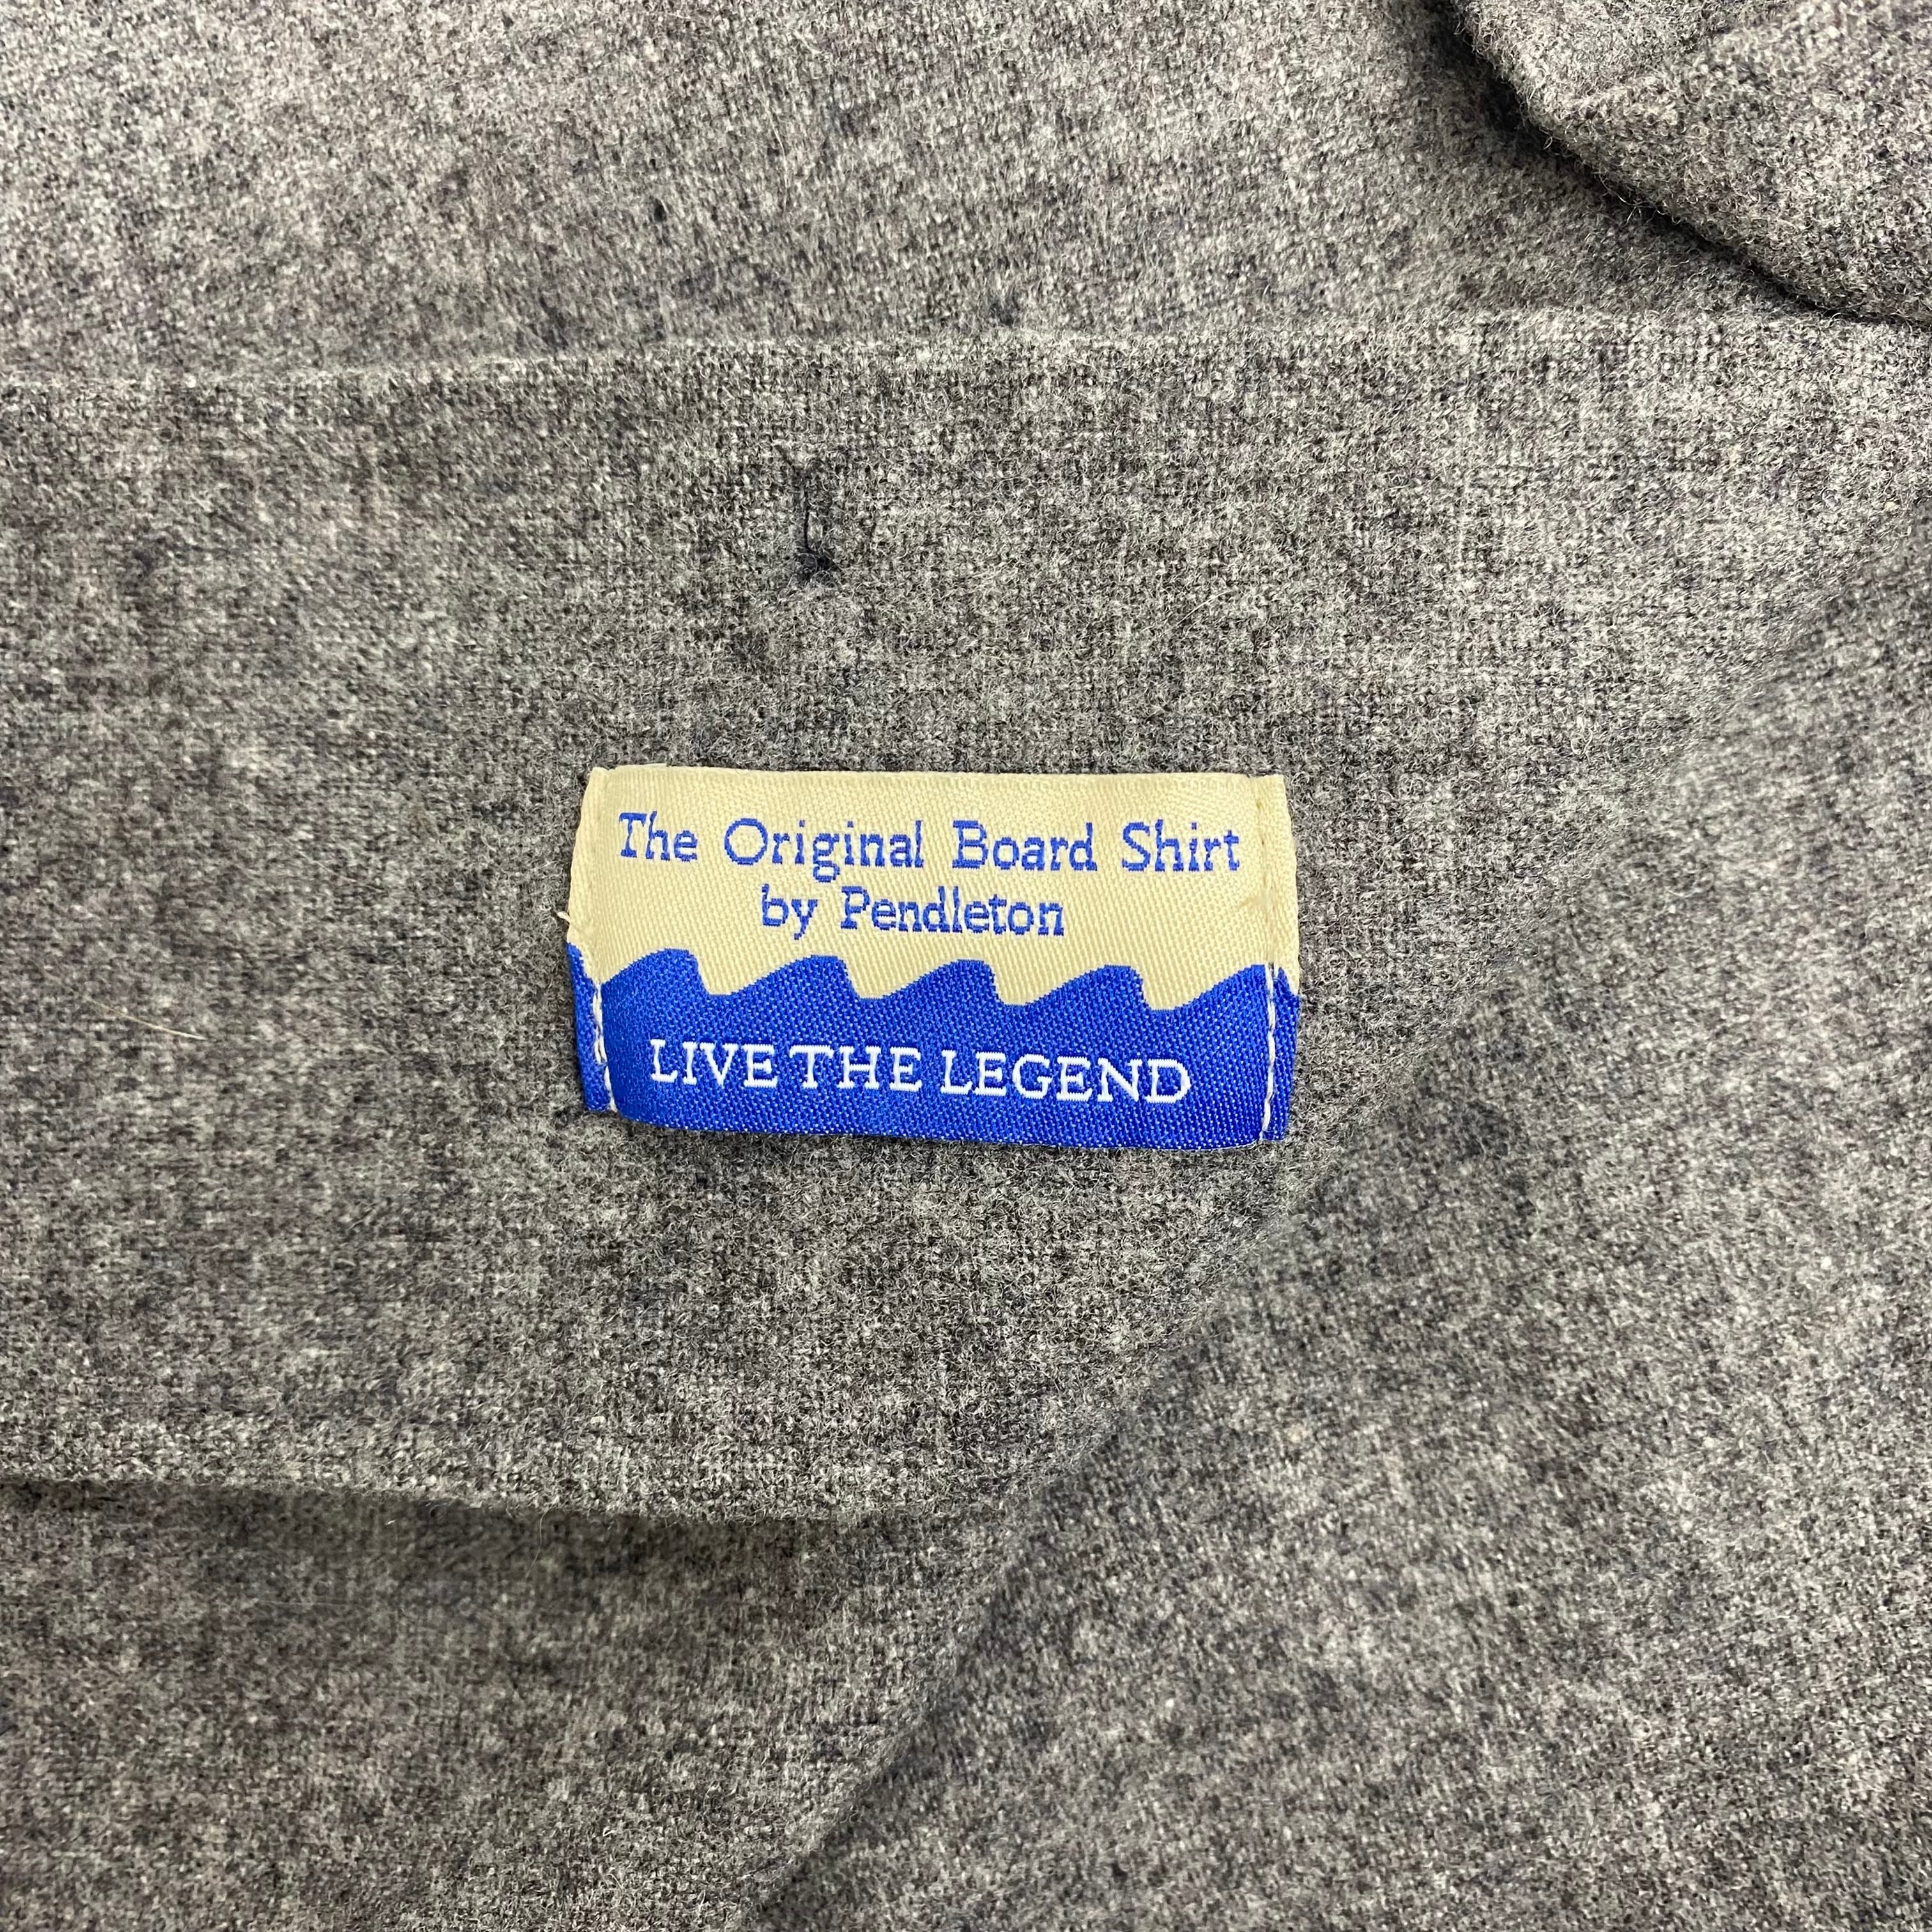 The Original Board Shirt
by Pendleton
LIVE THE LEGEND